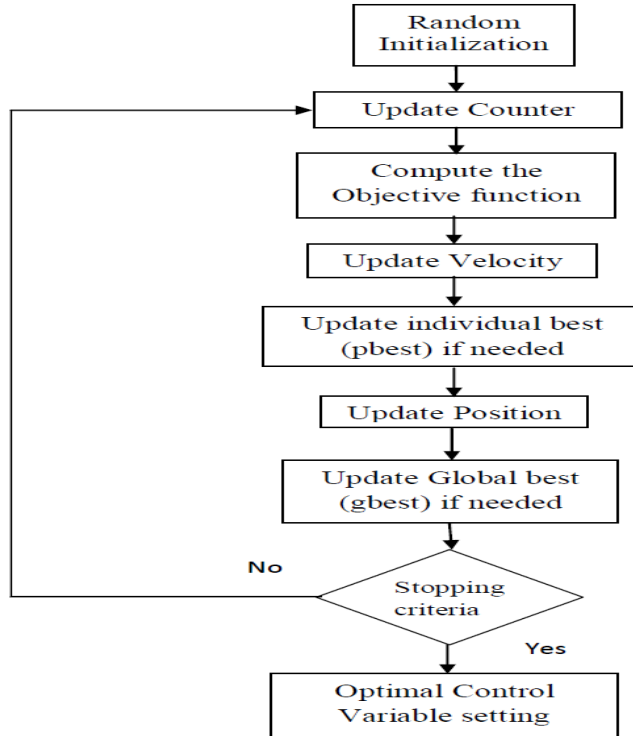 Random
Initialization
Update Counter
Compute the
Objective function
Update Velocity
Update individual best
(pbest) if needed
Update Position
Update Global best
(gbest) if needed
No
Stopping
criteria
Yes
Optimal Control
Variable setting